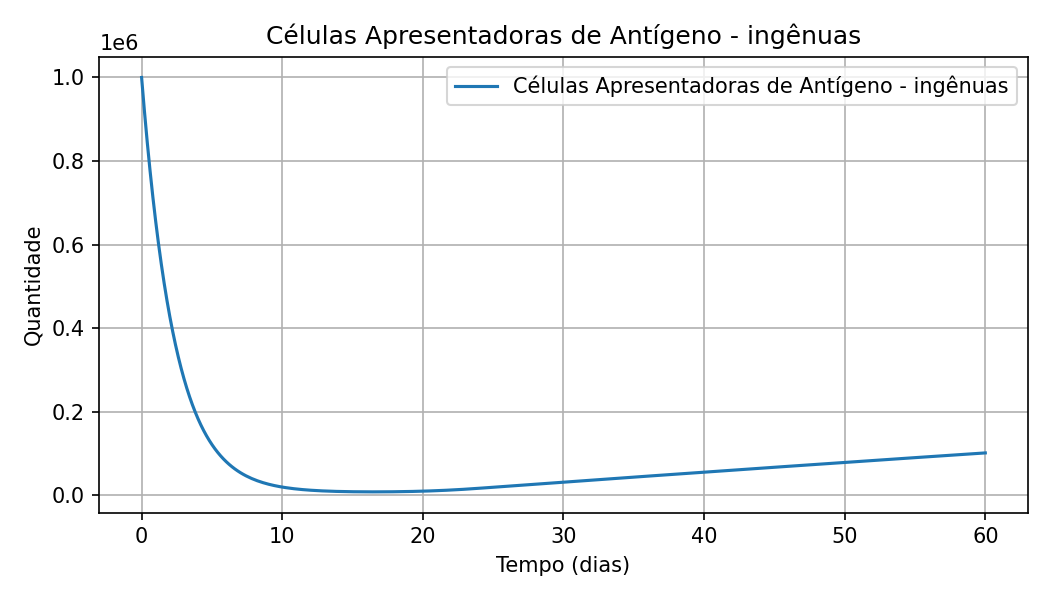 Células Apresentadoras de Antígeno - ingênuas
1e6
Células Apresentadoras de Antígeno - ingênuas
1.0
0.8
0.6
0.4
0.2
0.0
Quantidade
0 10 20 30 40 50 60
Tempo (dias)